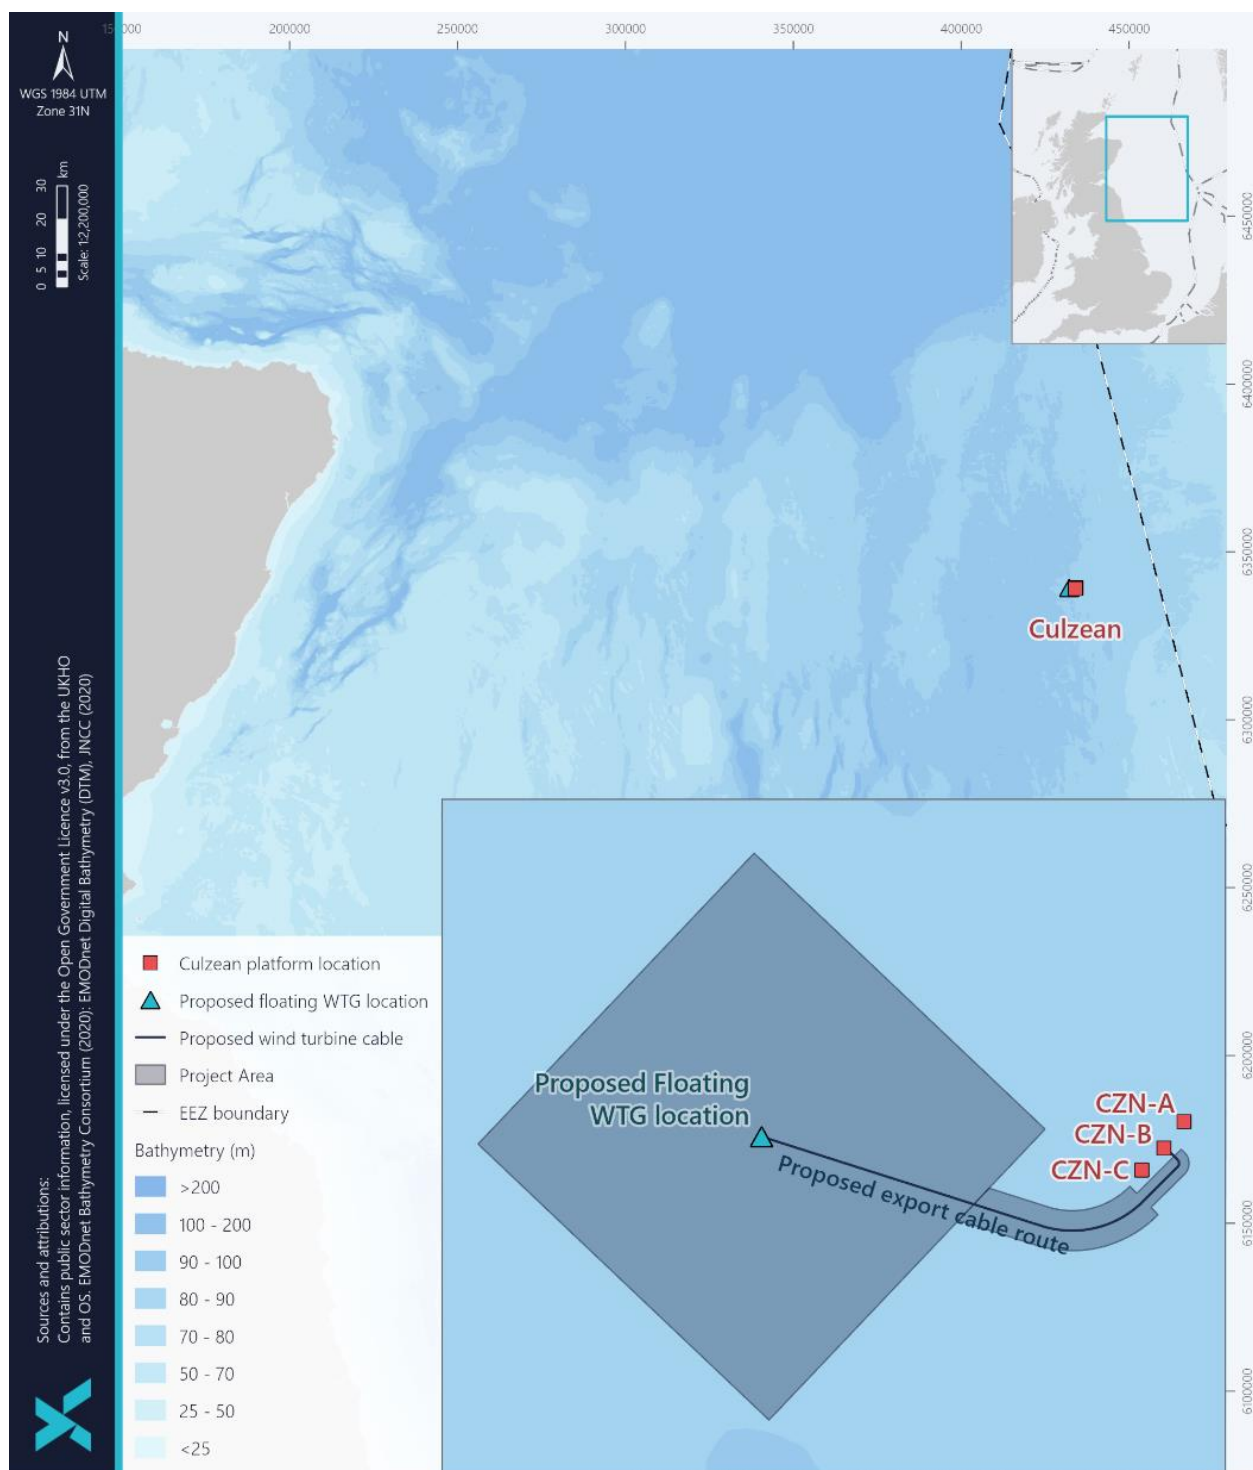 150000
200000
250000
300000
350000
400000
450000
N
WGS 1984 UTM
Zone 31N
0 5 10 20 30
km
Scale: 1:2,200,000
6450000
6400000
6350000
6300000
6250000
6200000
6150000
6100000
Culzean
Culzean platform location
Proposed floating WTG location
Proposed wind turbine cable
Project Area
EEZ boundary
Bathymetry (m)
>200
100 - 200
90 - 100
80 - 90
70 - 80
50 - 70
25 - 50
<25
Proposed Floating
WTG location
Proposed export cable route
CZN-A
CZN-B
CZN-C
Sources and attributions:
Contains public sector information, licensed under the Open Government Licence v3.0, from the UKHO
and OS. EMODnet Bathymetry Consortium (2020): EMODnet Digital Bathymetry (DTM), JNCC (2020)